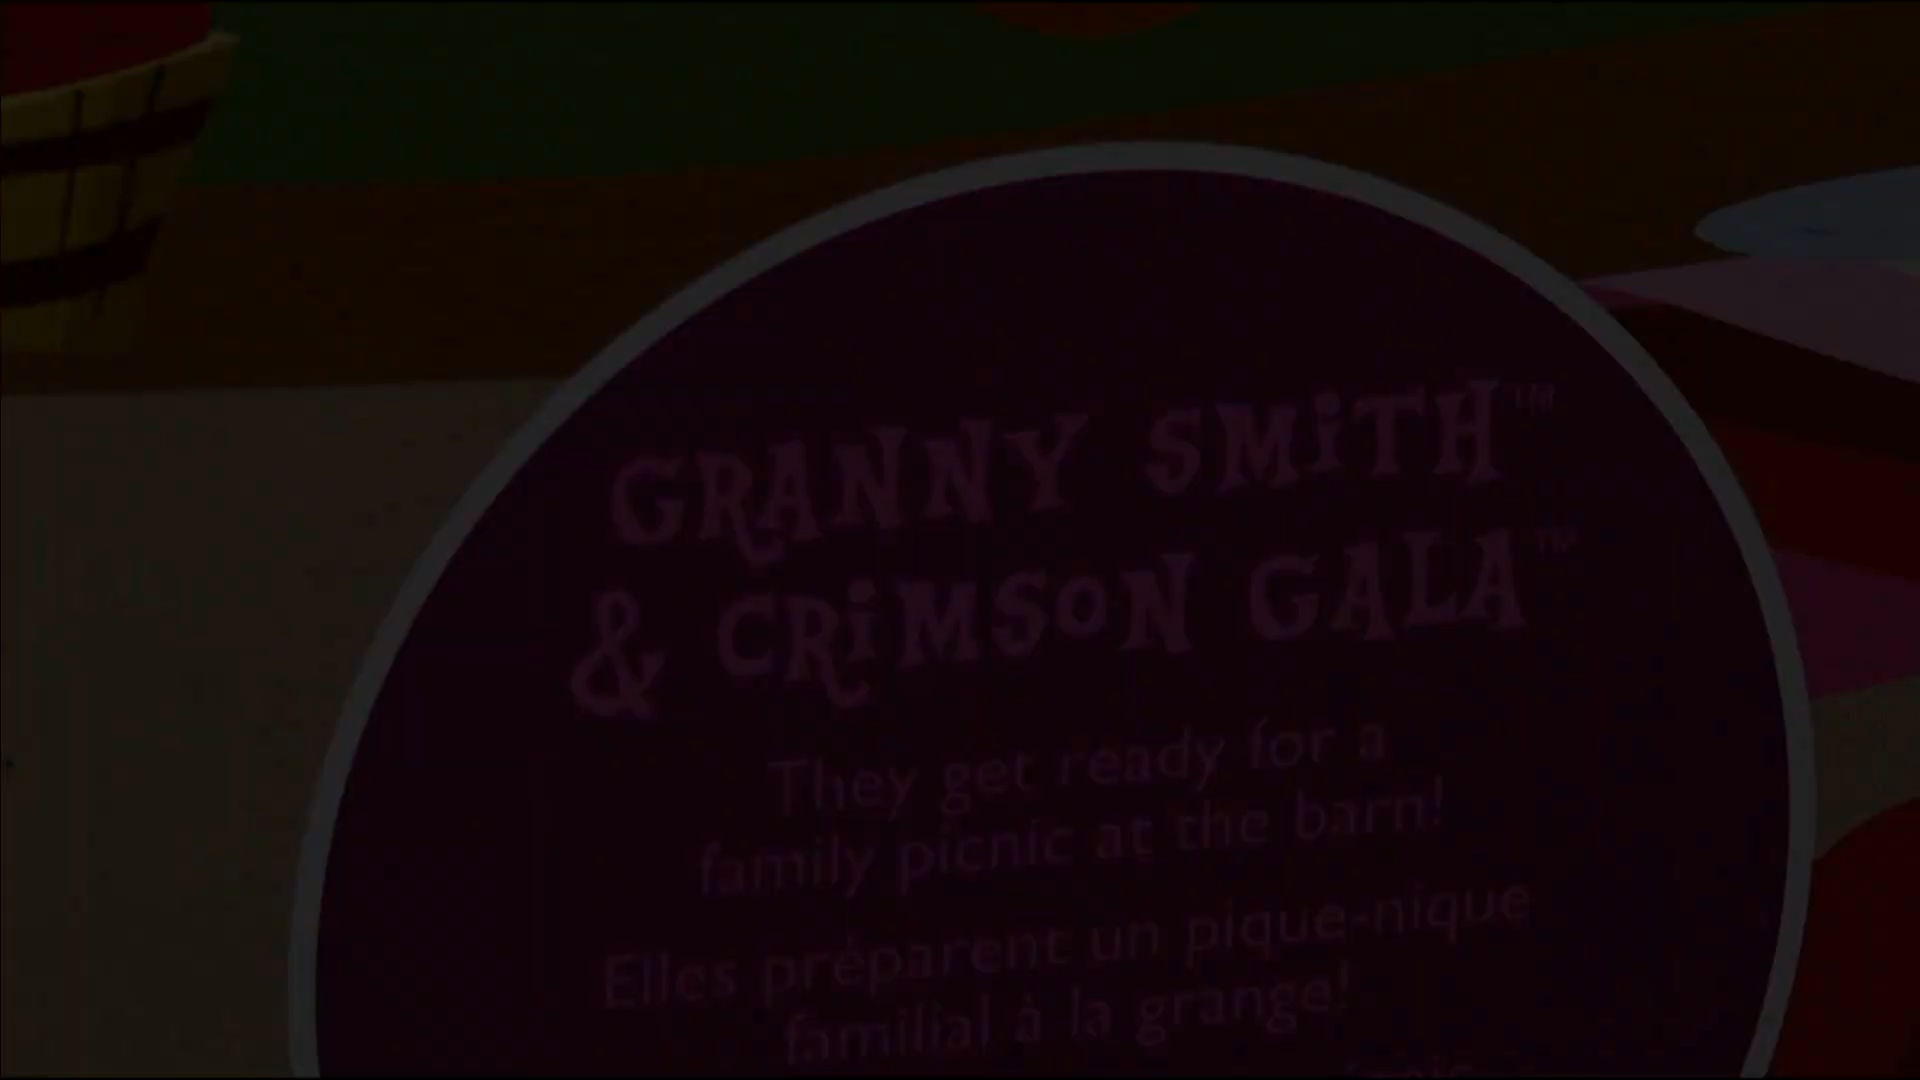 GRANNY SMiTH™
& CRiMSON GALA™
They get ready for a
family picnic at the barn!
Elles préparent un pique-nique
familial à la grange!